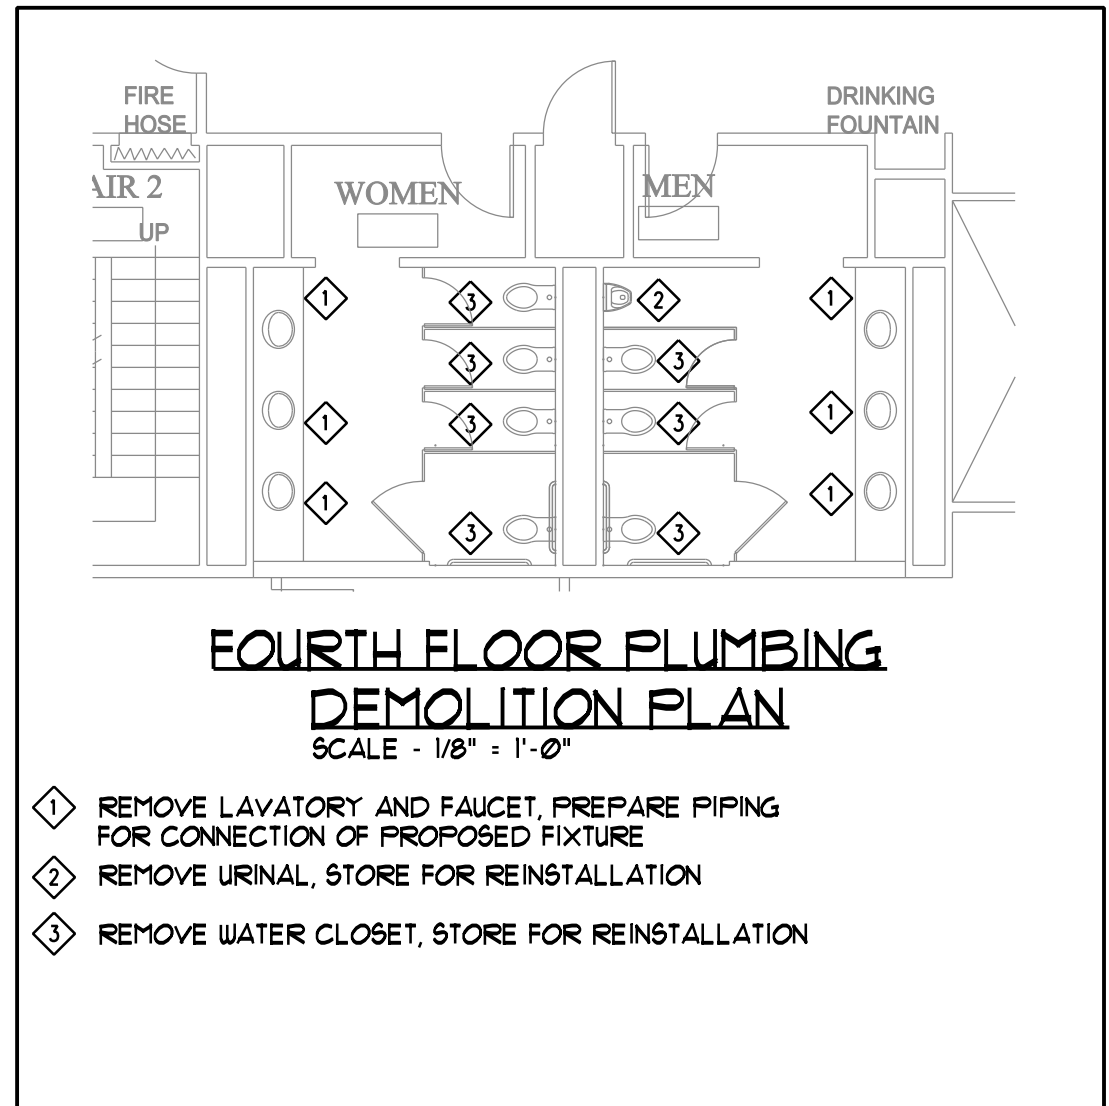 FIRE
HOSE
DRINKING
FOUNTAIN
AIR 2
WOMEN
MEN
UP
1
3
2
1
3
3
1
3
3
1
1
1
3
3
FOURTH FLOOR PLUMBING
DEMOLITION PLAN
SCALE - 1/8" = 1'-0"
1 REMOVE LAVATORY AND FAUCET, PREPARE PIPING
FOR CONNECTION OF PROPOSED FIXTURE
2 REMOVE URINAL, STORE FOR REINSTALLATION
3 REMOVE WATER CLOSET, STORE FOR REINSTALLATION